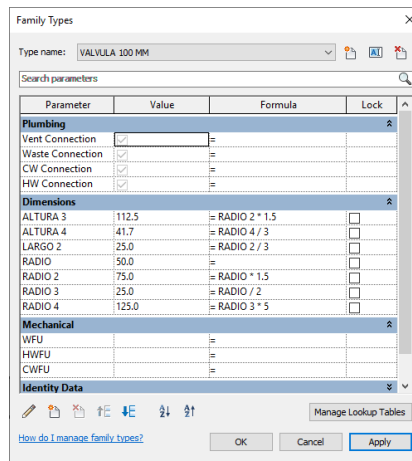 Family Types
Type name: VALVULA 100 MM
Search parameters
Parameter Value Formula Lock
Plumbing
Vent Connection =
Waste Connection =
CW Connection =
HW Connection =
Dimensions
ALTURA 3 112.5 = RADIO 2 * 1.5
ALTURA 4 41.7 = RADIO 4 / 3
LARGO 2 25.0 = RADIO 2 / 3
RADIO 50.0 =
RADIO 2 75.0 = RADIO * 1.5
RADIO 3 25.0 = RADIO / 2
RADIO 4 125.0 = RADIO 3 * 5
Mechanical
WFU =
HWFU =
CWFU =
Identity Data
Manage Lookup Tables
How do I manage family types?
OK Cancel Apply